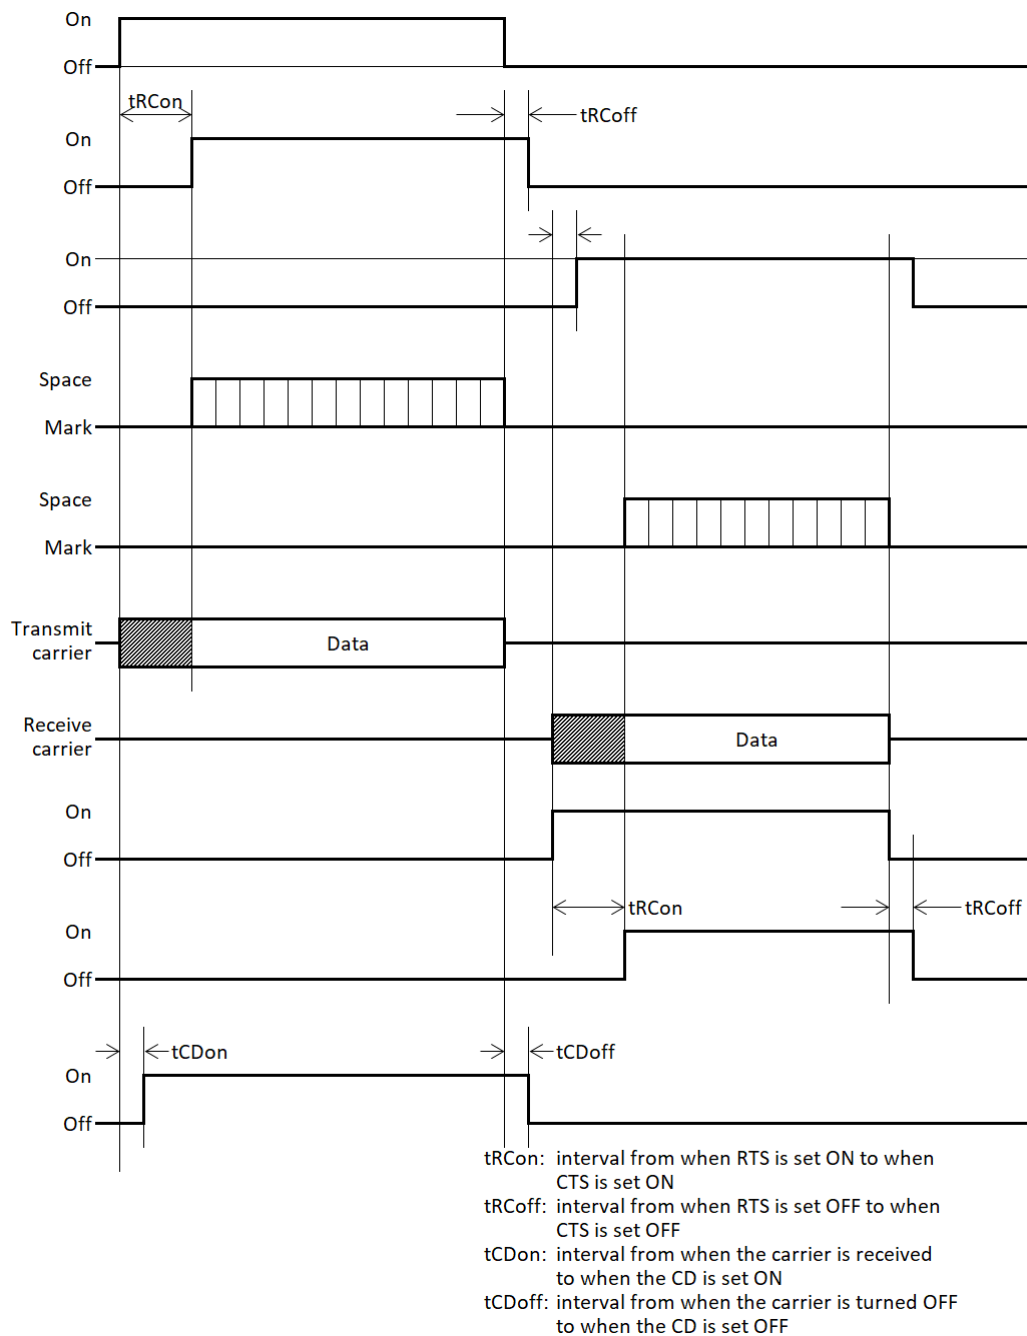 On
Off
tRCon
tRCoff
On
Off
On
Off
Space
Mark
Space
Mark
Transmit
carrier
Data
Receive
carrier
Data
On
Off
tRCon
tRCoff
On
Off
tCDon
tCDoff
On
Off
tRCon: interval from when RTS is set ON to when
CTS is set ON
tRCoff: interval from when RTS is set OFF to when
CTS is set OFF
tCDon: interval from when the carrier is received
to when the CD is set ON
tCDoff: interval from when the carrier is turned OFF
to when the CD is set OFF